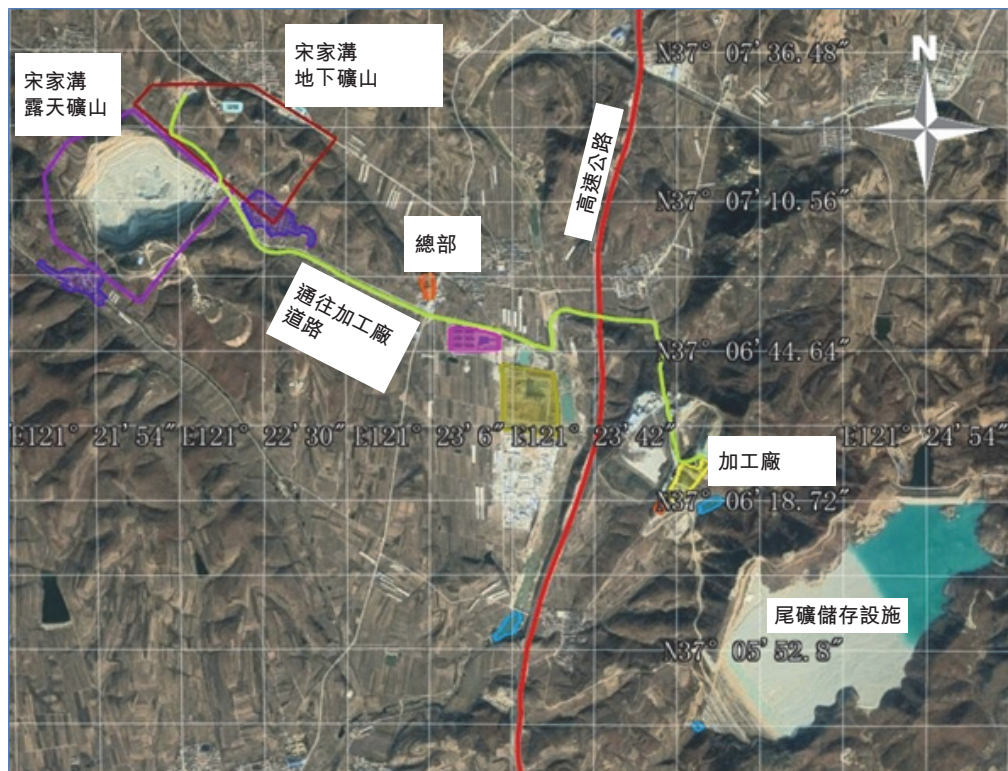 宋家溝
露天礦山
宋家溝
地下礦山
N
N37° 07'36.48"
高速公路
N37° 07'10.56"
總部
通往加工廠
道路
N37° 06'44.64"
E121° 21'54"
E121° 22'30"
E121° 23'6"
E121° 23'42"
E121° 24'54"
加工廠
N37° 06'18.72"
尾礦儲存設施
N37° 05'52.8"